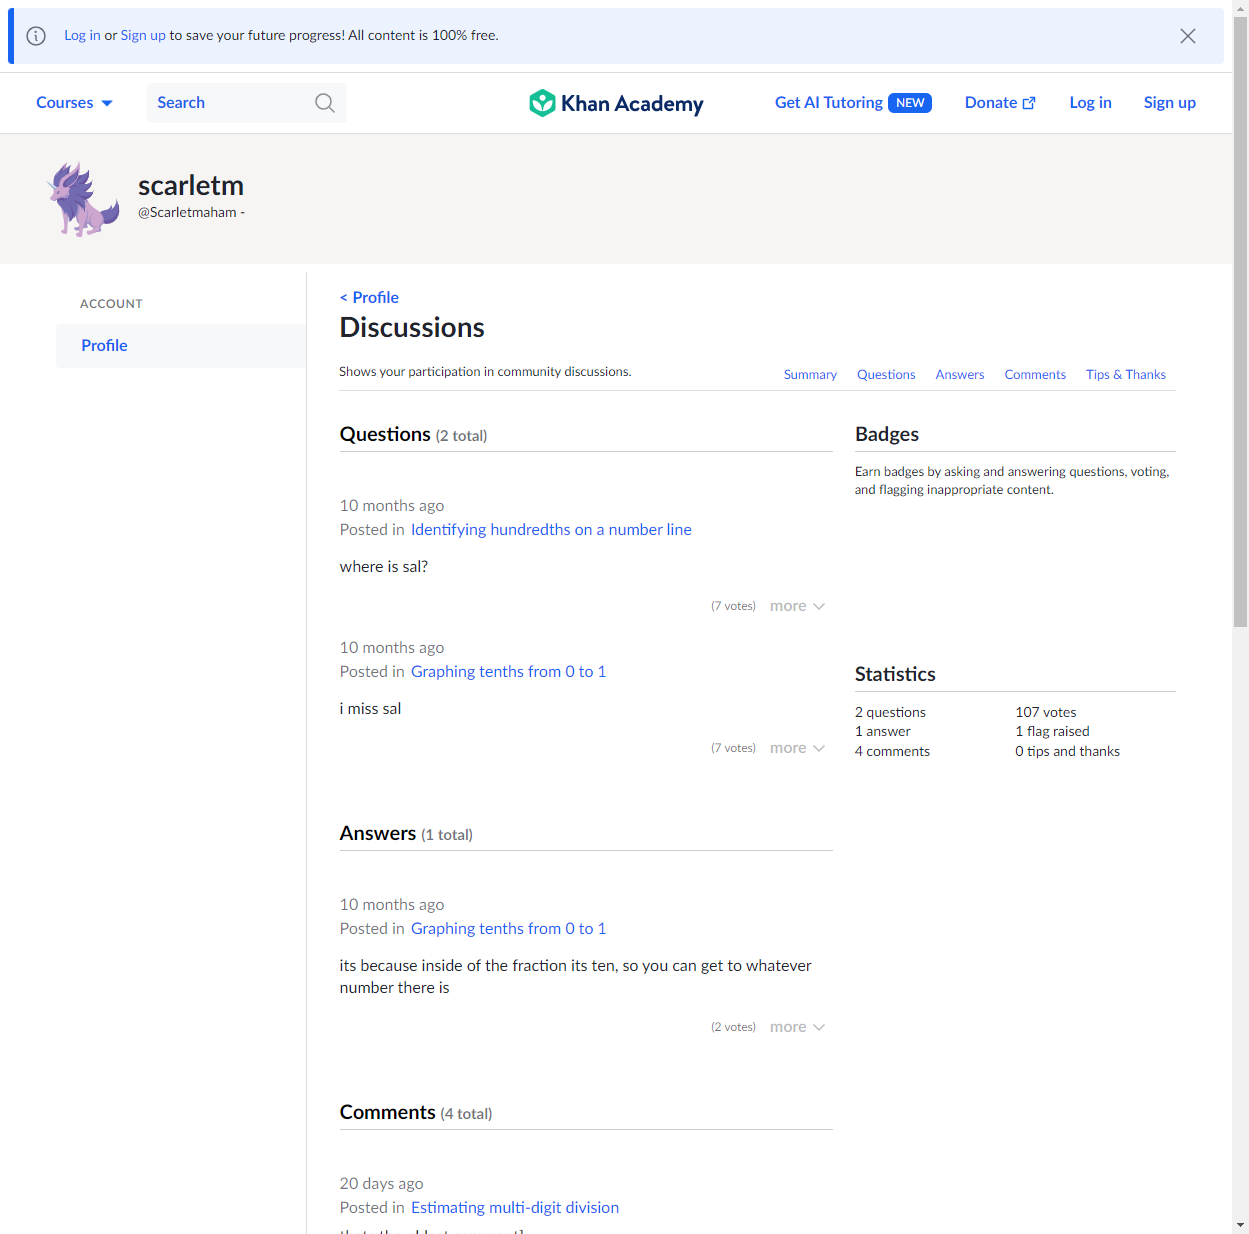 Log in or Sign up to save your future progress! All content is 100% free.
Courses
Search
Khan Academy
Get AI Tutoring NEW
Donate
Log in
Sign up
scarletm
@Scarletmaham -
ACCOUNT
Profile
< Profile
Discussions
Shows your participation in community discussions.
Summary
Questions
Answers
Comments
Tips & Thanks
Questions (2 total)
10 months ago
Posted in Identifying hundredths on a number line
where is sal?
(7 votes) more
10 months ago
Posted in Graphing tenths from 0 to 1
i miss sal
(7 votes) more
Answers (1 total)
10 months ago
Posted in Graphing tenths from 0 to 1
its because inside of the fraction its ten, so you can get to whatever
number there is
(2 votes) more
Comments (4 total)
20 days ago
Posted in Estimating multi-digit division
Badges
Earn badges by asking and answering questions, voting,
and flagging inappropriate content.
Statistics
2 questions
107 votes
1 answer
1 flag raised
4 comments
0 tips and thanks